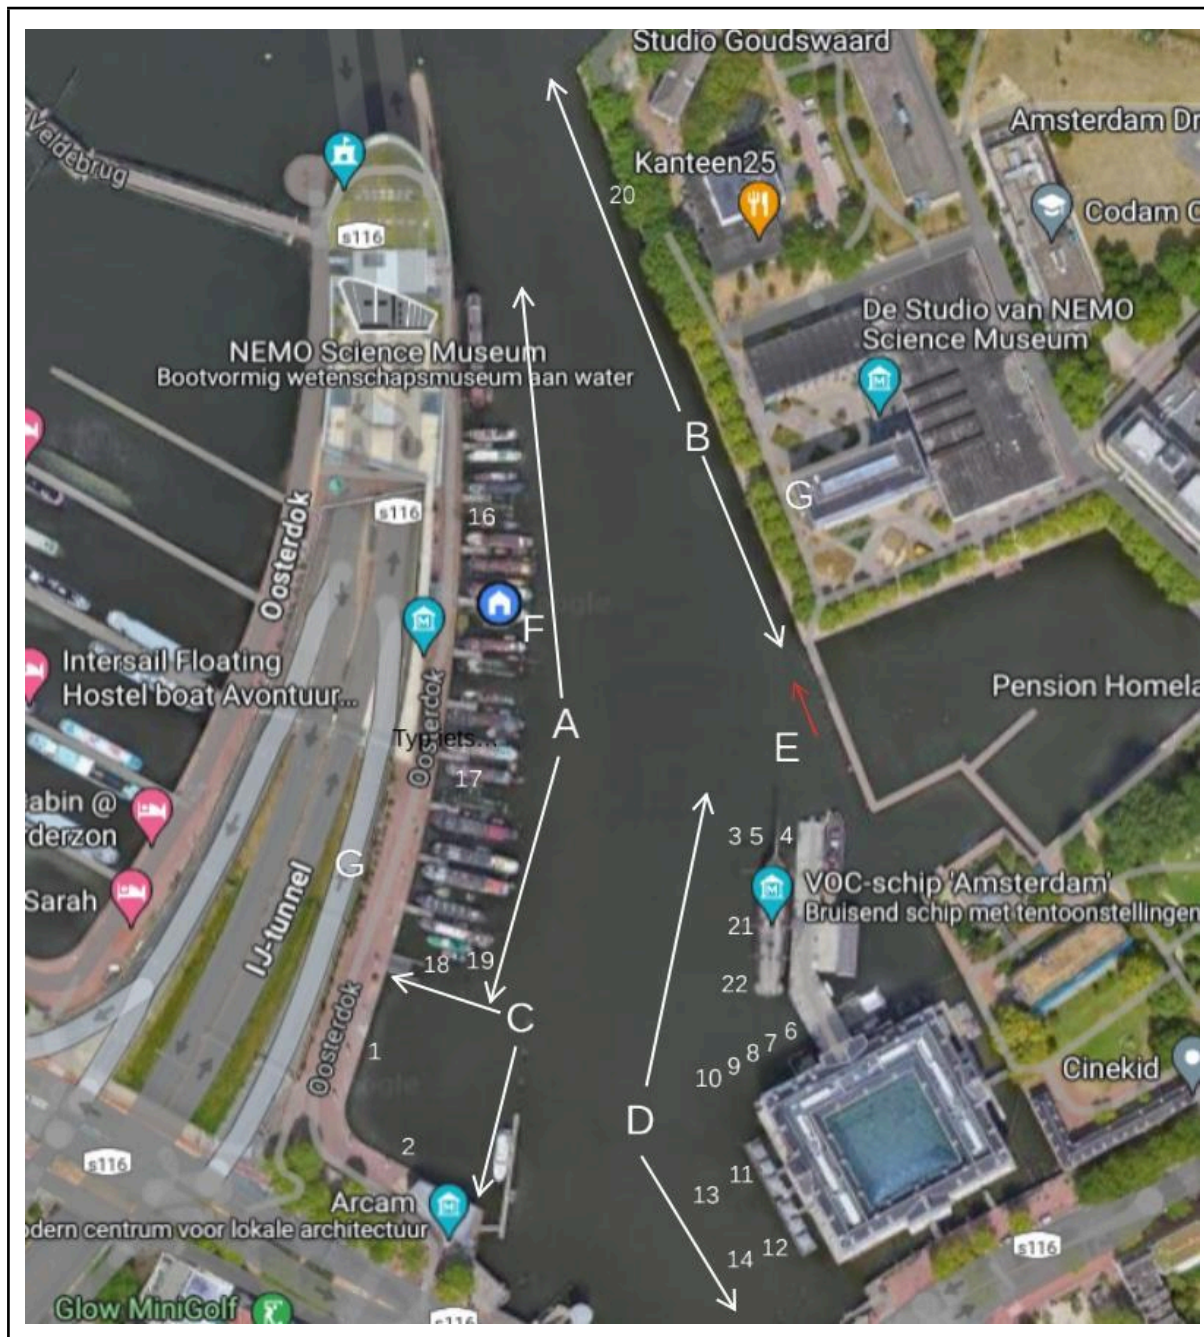 Studio Goudswaard
Amsterdam Dr
Veldebrug
Kanteen25
20
Codam C
s116
De Studio van NEMO
Science Museum
NEMO Science Museum
Bootvormig wetenschapsmuseum aan water
B
G
s116
16
Oosterdok
F
Intersail Floating
Hostel boat Avontuur...
Pension Homela
A
Typ iets...
Oosterdok
E
17
abin @
rderzon
3 5 4
G
VOC-schip 'Amsterdam'
Bruisend schip met tentoonstellingen
Sarah
21
IJ-tunnel
18 19
22
C
Oosterdok
1
6
7
8
9
10
Cinekid
D
2
s116
11
13
Arcam
odern centrum voor lokale architectuur
14 12
s116
Glow MiniGolf
s116